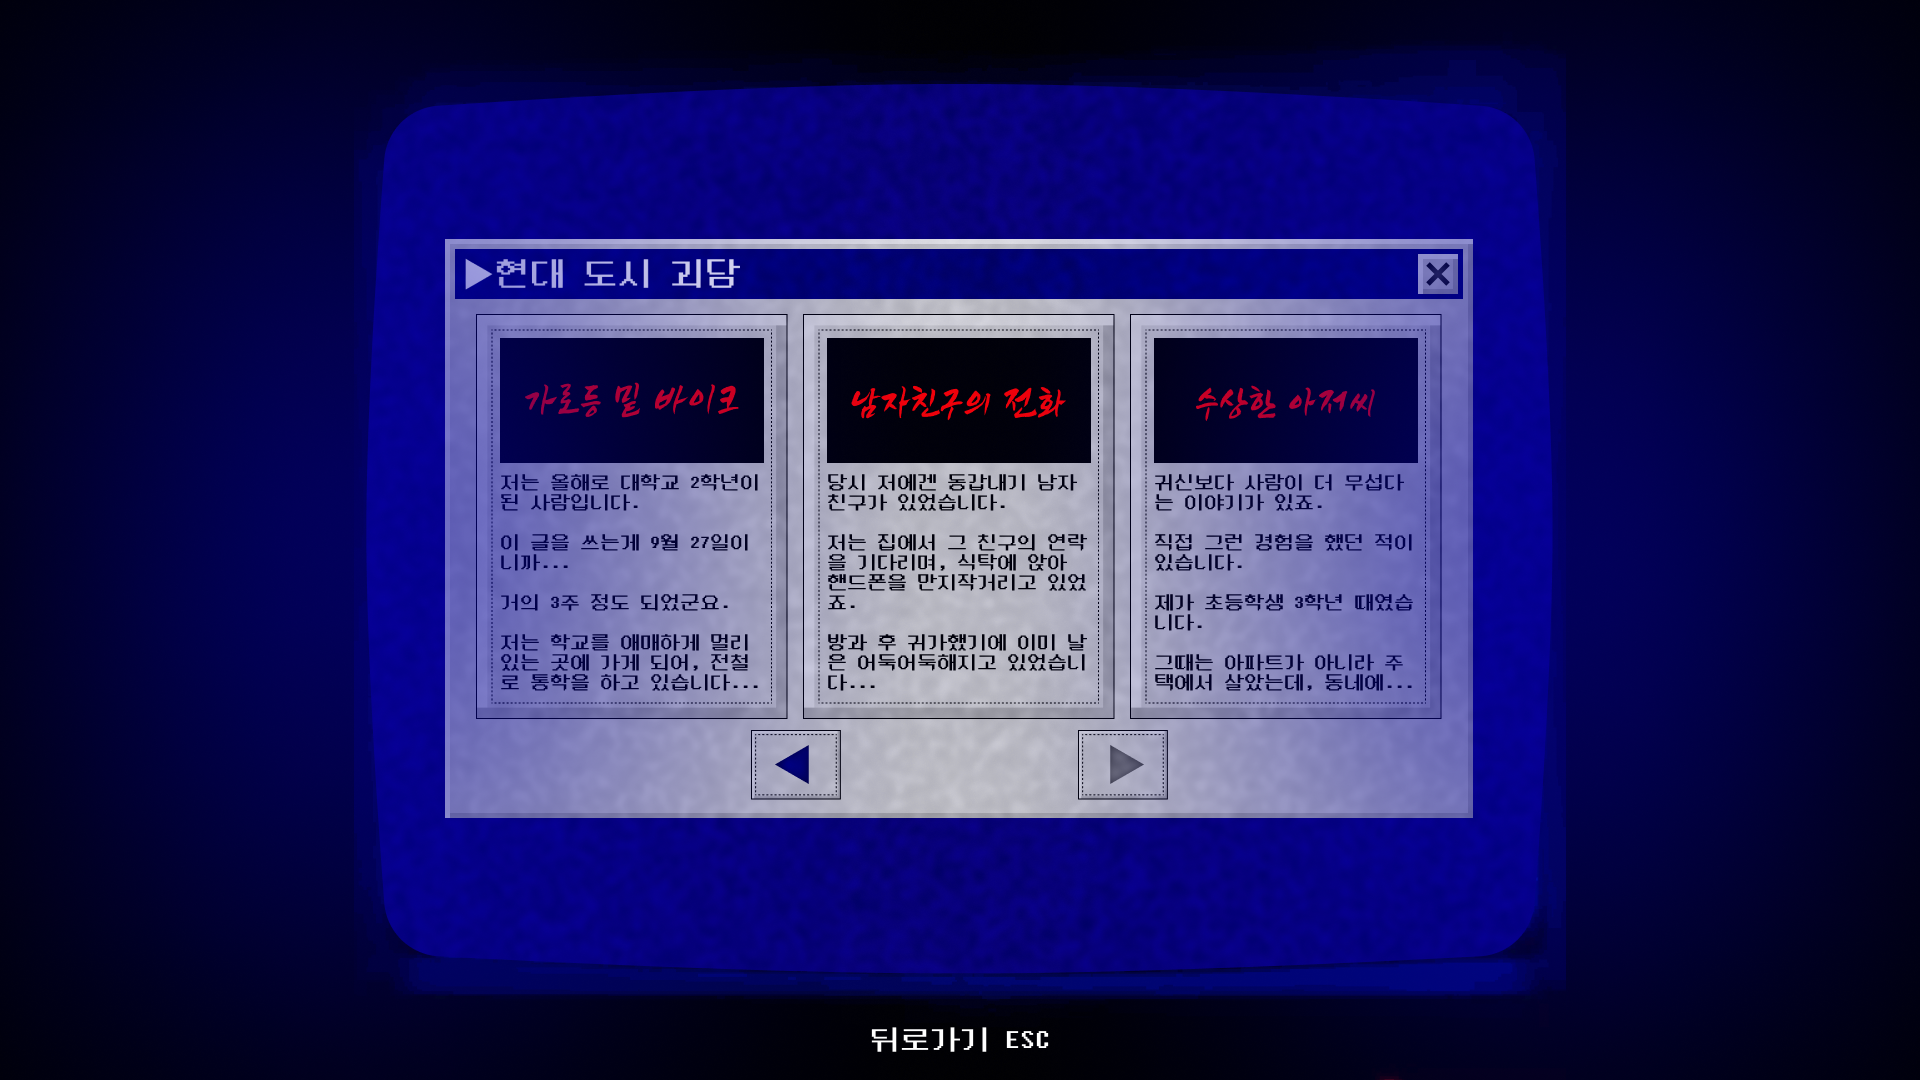 ▶현대 도시 괴담
가로등 밑 바이크
저는 올해로 대학교 2학년이
된 사람입니다.
이 글을 쓰는게 9월 27일이
니까...
거의 3주 정도 되었군요.
저는 학교를 애매하게 멀리
있는 곳에 가게 되어, 전철
로 통학을 하고 있습니다...
남자친구의 전화
당시 저에겐 동갑내기 남자
친구가 있었습니다.
저는 집에서 그 친구의 연락
을 기다리며, 식탁에 앉아
핸드폰을 만지작거리고 있었
죠.
방과 후 귀가했기에 이미 날
은 어둑어둑해지고 있었습니
다...
수상한 아저씨
귀신보다 사람이 더 무섭다
는 이야기가 있죠.
직접 그런 경험을 했던 적이
있습니다.
제가 초등학생 3학년 때였습
니다.
그때는 아파트가 아니라 주
택에서 살았는데, 동네에...
뒤로가기 ESC